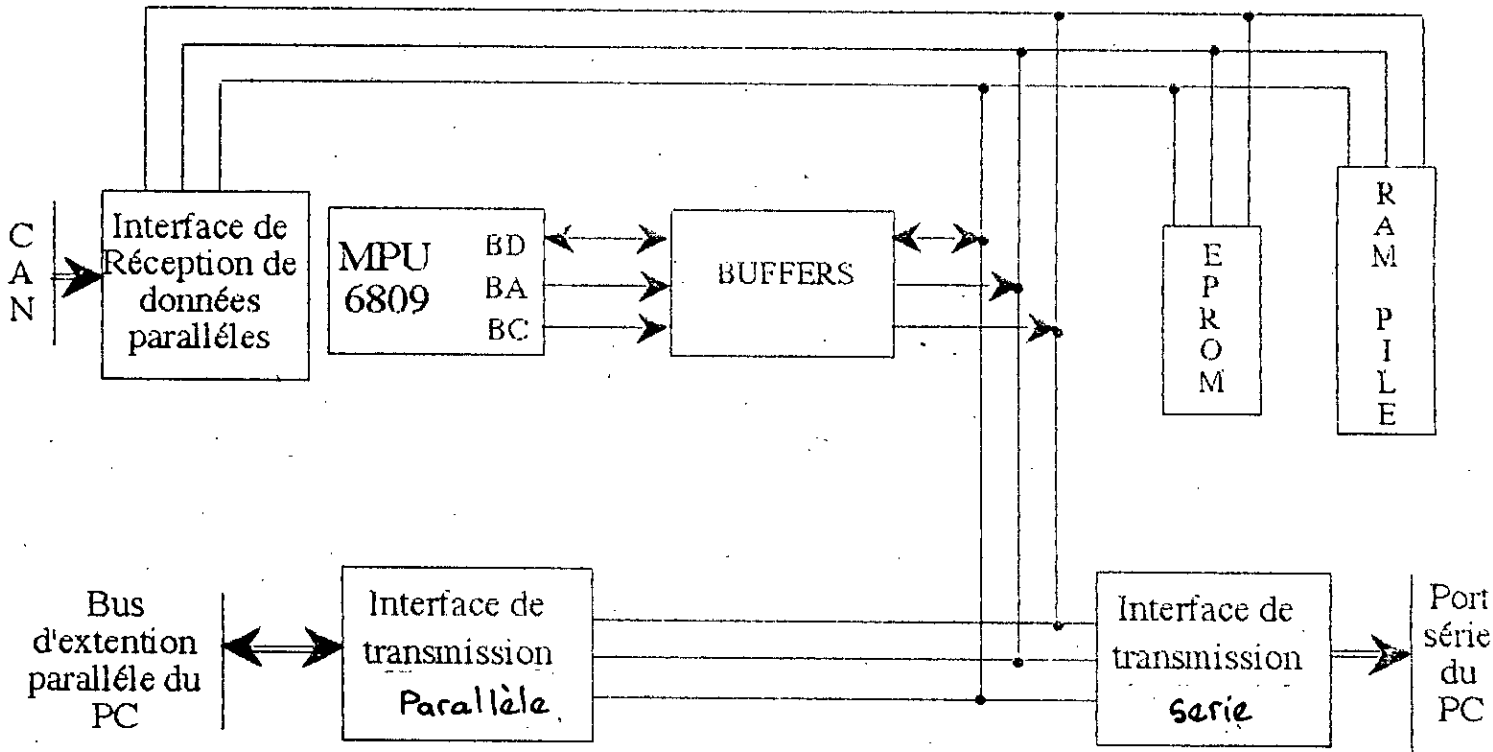 C
A
N
Interface de
Réception de
données
paralléles
MPU
6809
BD
BA
BC
BUFFERS
E
P
R
O
M
R
A
M
P
I
L
E
Bus
d'extention
paralléle du
PC
Interface de
transmission
Parallèle
Interface de
transmission
serie
Port
série
du
PC